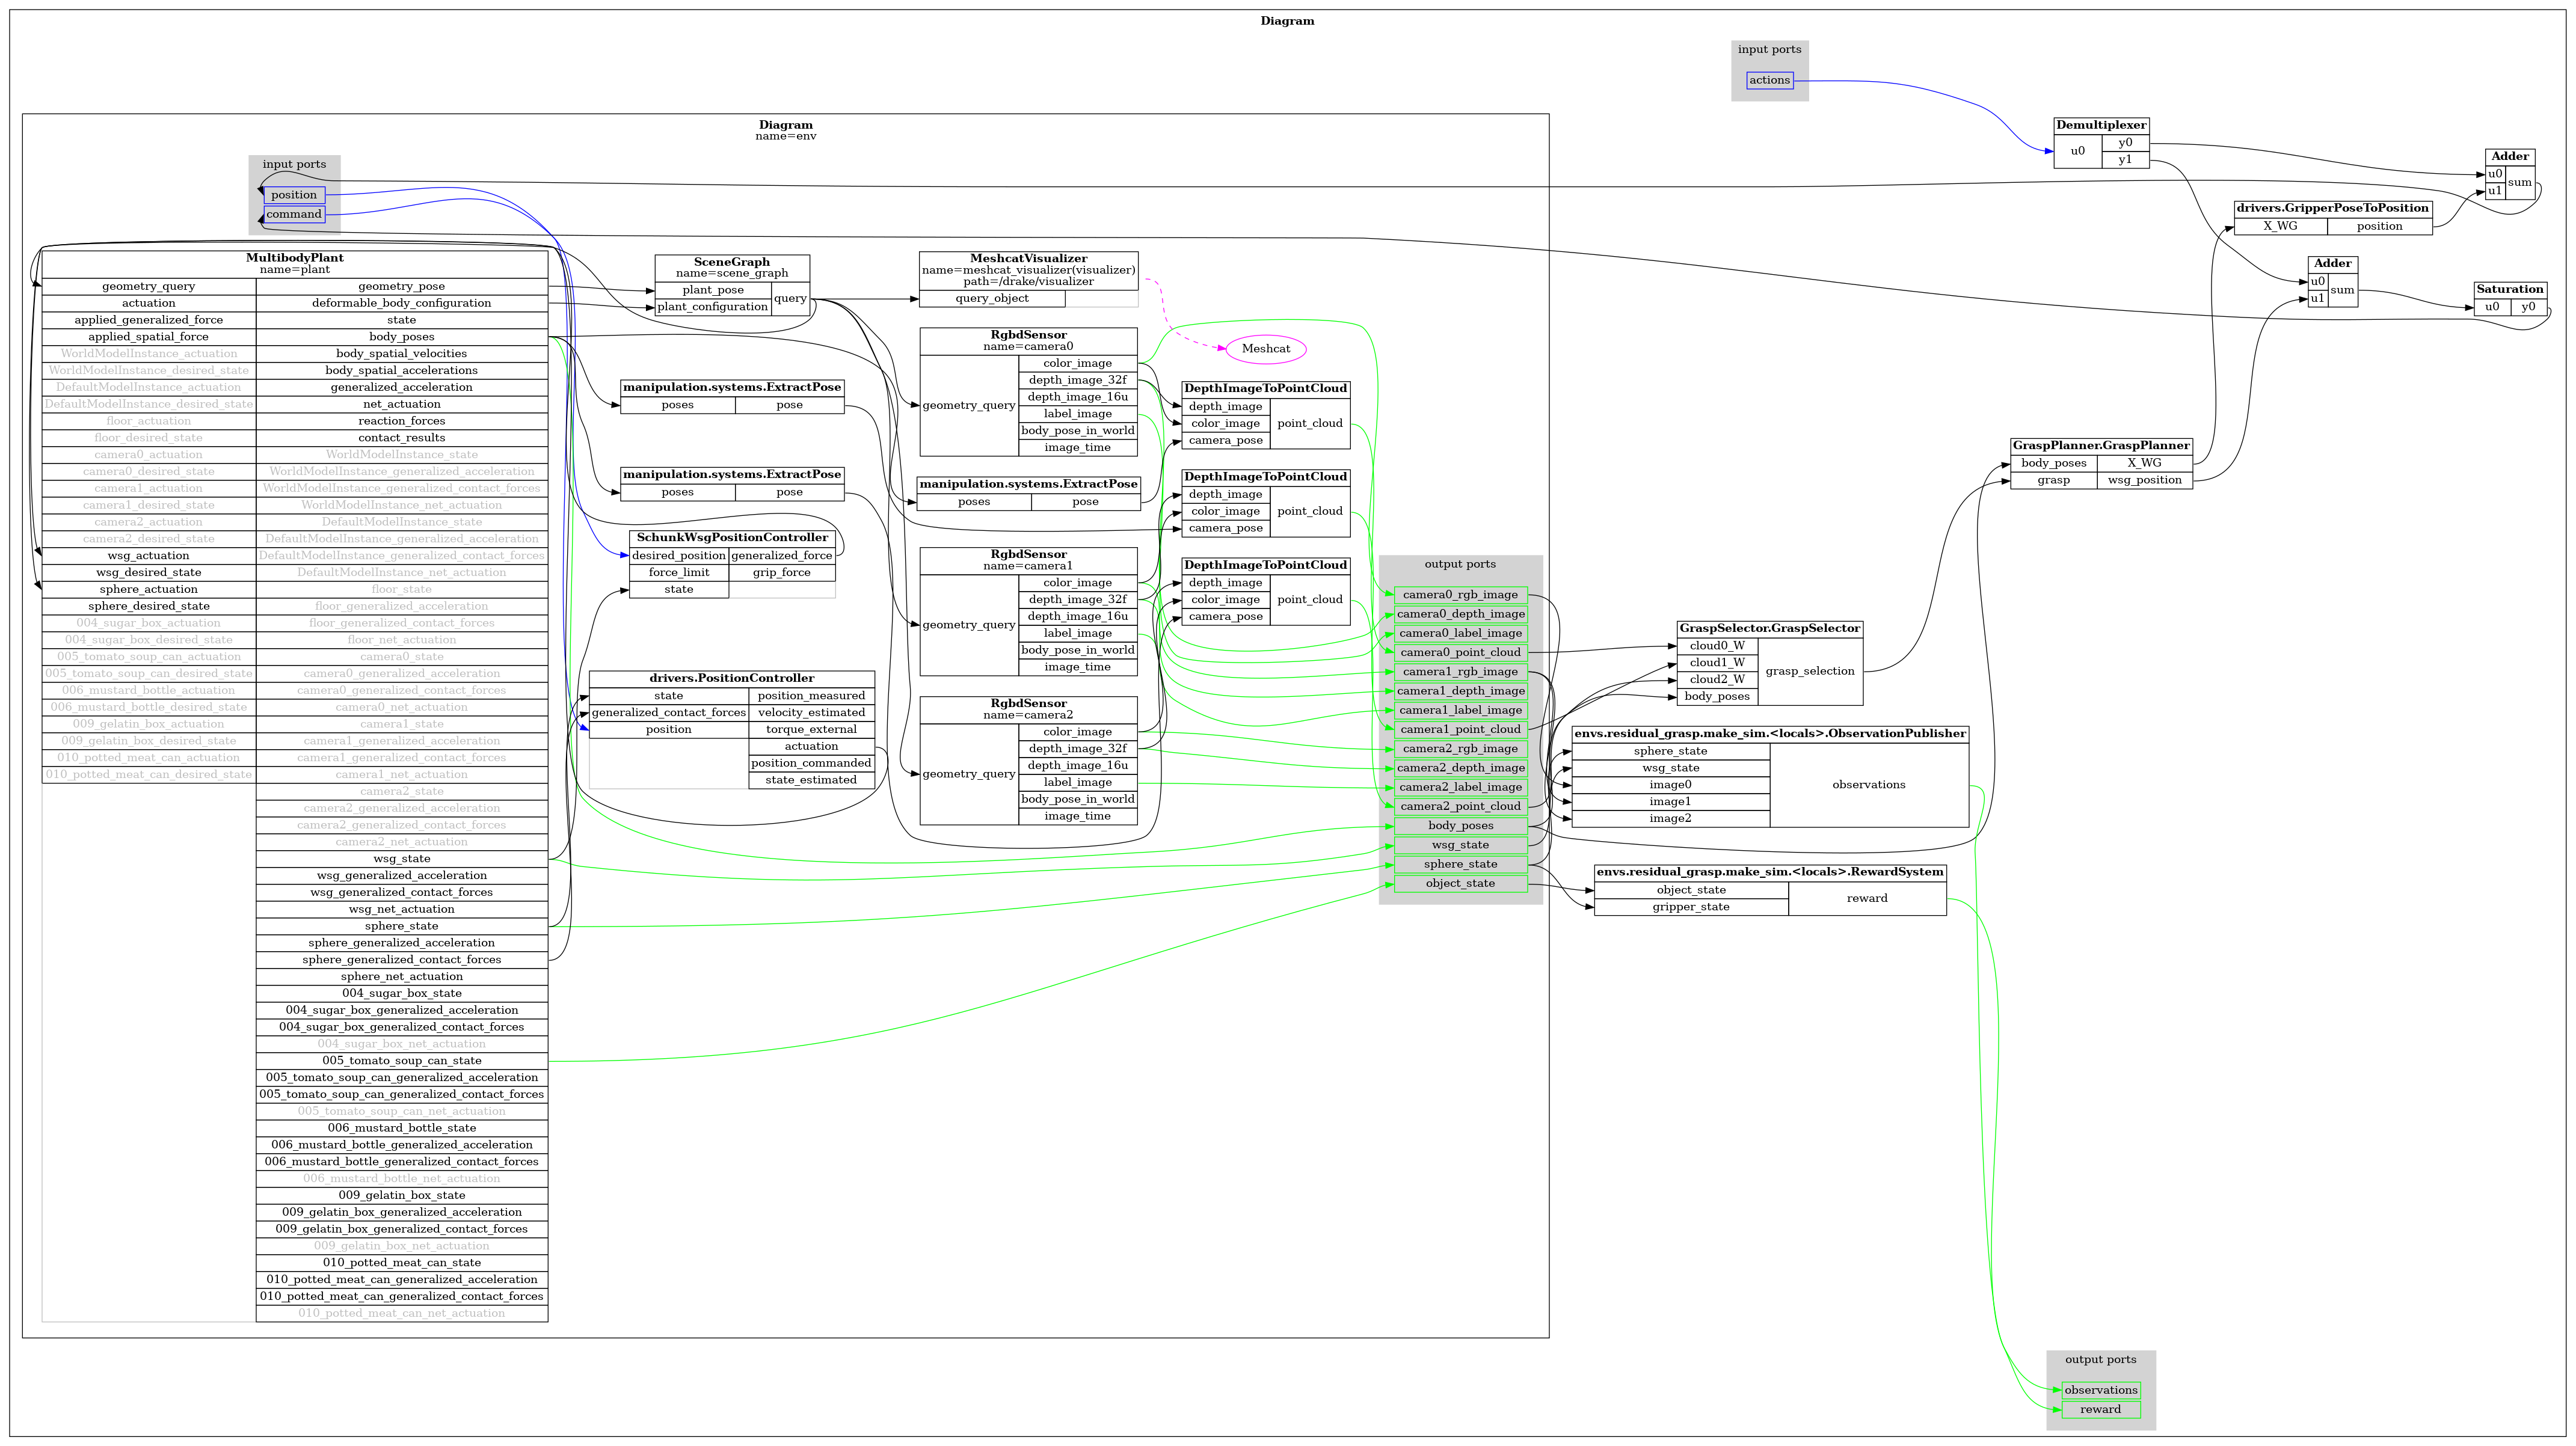 Diagram
input ports
actions
Diagram
name=env
input ports
position
command
MultibodyPlant
name=plant
geometry_query
actuation
applied_generalized_force
applied_spatial_force
WorldModelInstance_actuation
WorldModelInstance_desired_state
DefaultModelInstance_actuation
DefaultModelInstance_desired_state
floor_actuation
floor_desired_state
camera0_actuation
camera0_desired_state
camera1_actuation
camera1_desired_state
camera2_actuation
camera2_desired_state
wsg_actuation
wsg_desired_state
sphere_actuation
sphere_desired_state
004_sugar_box_actuation
004_sugar_box_desired_state
005_tomato_soup_can_actuation
005_tomato_soup_can_desired_state
006_mustard_bottle_actuation
006_mustard_bottle_desired_state
009_gelatin_box_actuation
009_gelatin_box_desired_state
010_potted_meat_can_actuation
010_potted_meat_can_desired_state
geometry_pose
deformable_body_configuration
state
body_poses
body_spatial_velocities
body_spatial_accelerations
generalized_acceleration
net_actuation
reaction_forces
contact_results
WorldModelInstance_state
WorldModelInstance_generalized_acceleration
WorldModelInstance_generalized_contact_forces
WorldModelInstance_net_actuation
DefaultModelInstance_state
DefaultModelInstance_generalized_acceleration
DefaultModelInstance_generalized_contact_forces
DefaultModelInstance_net_actuation
floor_state
floor_generalized_acceleration
floor_generalized_contact_forces
floor_net_actuation
camera0_state
camera0_generalized_acceleration
camera0_generalized_contact_forces
camera0_net_actuation
camera1_state
camera1_generalized_acceleration
camera1_generalized_contact_forces
camera1_net_actuation
camera2_state
camera2_generalized_acceleration
camera2_generalized_contact_forces
camera2_net_actuation
wsg_state
wsg_generalized_acceleration
wsg_generalized_contact_forces
wsg_net_actuation
sphere_state
sphere_generalized_acceleration
sphere_generalized_contact_forces
sphere_net_actuation
004_sugar_box_state
004_sugar_box_generalized_acceleration
004_sugar_box_generalized_contact_forces
004_sugar_box_net_actuation
005_tomato_soup_can_state
005_tomato_soup_can_generalized_acceleration
005_tomato_soup_can_generalized_contact_forces
005_tomato_soup_can_net_actuation
006_mustard_bottle_state
006_mustard_bottle_generalized_acceleration
006_mustard_bottle_generalized_contact_forces
006_mustard_bottle_net_actuation
009_gelatin_box_state
009_gelatin_box_generalized_acceleration
009_gelatin_box_generalized_contact_forces
009_gelatin_box_net_actuation
010_potted_meat_can_state
010_potted_meat_can_generalized_acceleration
010_potted_meat_can_generalized_contact_forces
010_potted_meat_can_net_actuation
SceneGraph
name=scene_graph
plant_pose
plant_configuration
query
manipulation.systems.ExtractPose
poses pose
manipulation.systems.ExtractPose
poses pose
SchunkWsgPositionController
desired_position generalized_force
force_limit grip_force
state
drivers.PositionController
state position_measured
generalized_contact_forces velocity_estimated
position torque_external
actuation
position_commanded
state_estimated
MeshcatVisualizer
name=meshcat_visualizer(visualizer)
path=/drake/visualizer
query_object
RgbdSensor
name=camera0
geometry_query
color_image
depth_image_32f
depth_image_16u
label_image
body_pose_in_world
image_time
manipulation.systems.ExtractPose
poses pose
RgbdSensor
name=camera1
geometry_query
color_image
depth_image_32f
depth_image_16u
label_image
body_pose_in_world
image_time
RgbdSensor
name=camera2
geometry_query
color_image
depth_image_32f
depth_image_16u
label_image
body_pose_in_world
image_time
Meshcat
DepthImageToPointCloud
depth_image
color_image
camera_pose
point_cloud
DepthImageToPointCloud
depth_image
color_image
camera_pose
point_cloud
DepthImageToPointCloud
depth_image
color_image
camera_pose
point_cloud
output ports
camera0_rgb_image
camera0_depth_image
camera0_label_image
camera0_point_cloud
camera1_rgb_image
camera1_depth_image
camera1_label_image
camera1_point_cloud
camera2_rgb_image
camera2_depth_image
camera2_label_image
camera2_point_cloud
body_poses
wsg_state
sphere_state
object_state
GraspSelector.GraspSelector
cloud0_W
cloud1_W
cloud2_W
body_poses
grasp_selection
envs.residual_grasp.make_sim.<locals>.ObservationPublisher
sphere_state
wsg_state
image0
image1
image2
observations
envs.residual_grasp.make_sim.<locals>.RewardSystem
object_state
gripper_state
reward
Demultiplexer
u0
y0
y1
GraspPlanner.GraspPlanner
body_poses X_WG
grasp wsg_position
drivers.GripperPoseToPosition
X_WG position
Adder
u0
u1
sum
Adder
u0
u1
sum
Saturation
u0 y0
output ports
observations
reward